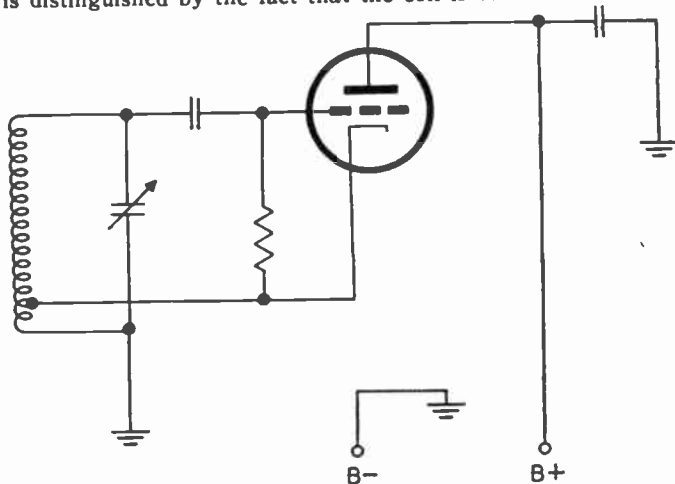 is distinguished by the fact that the coil is
B- B+